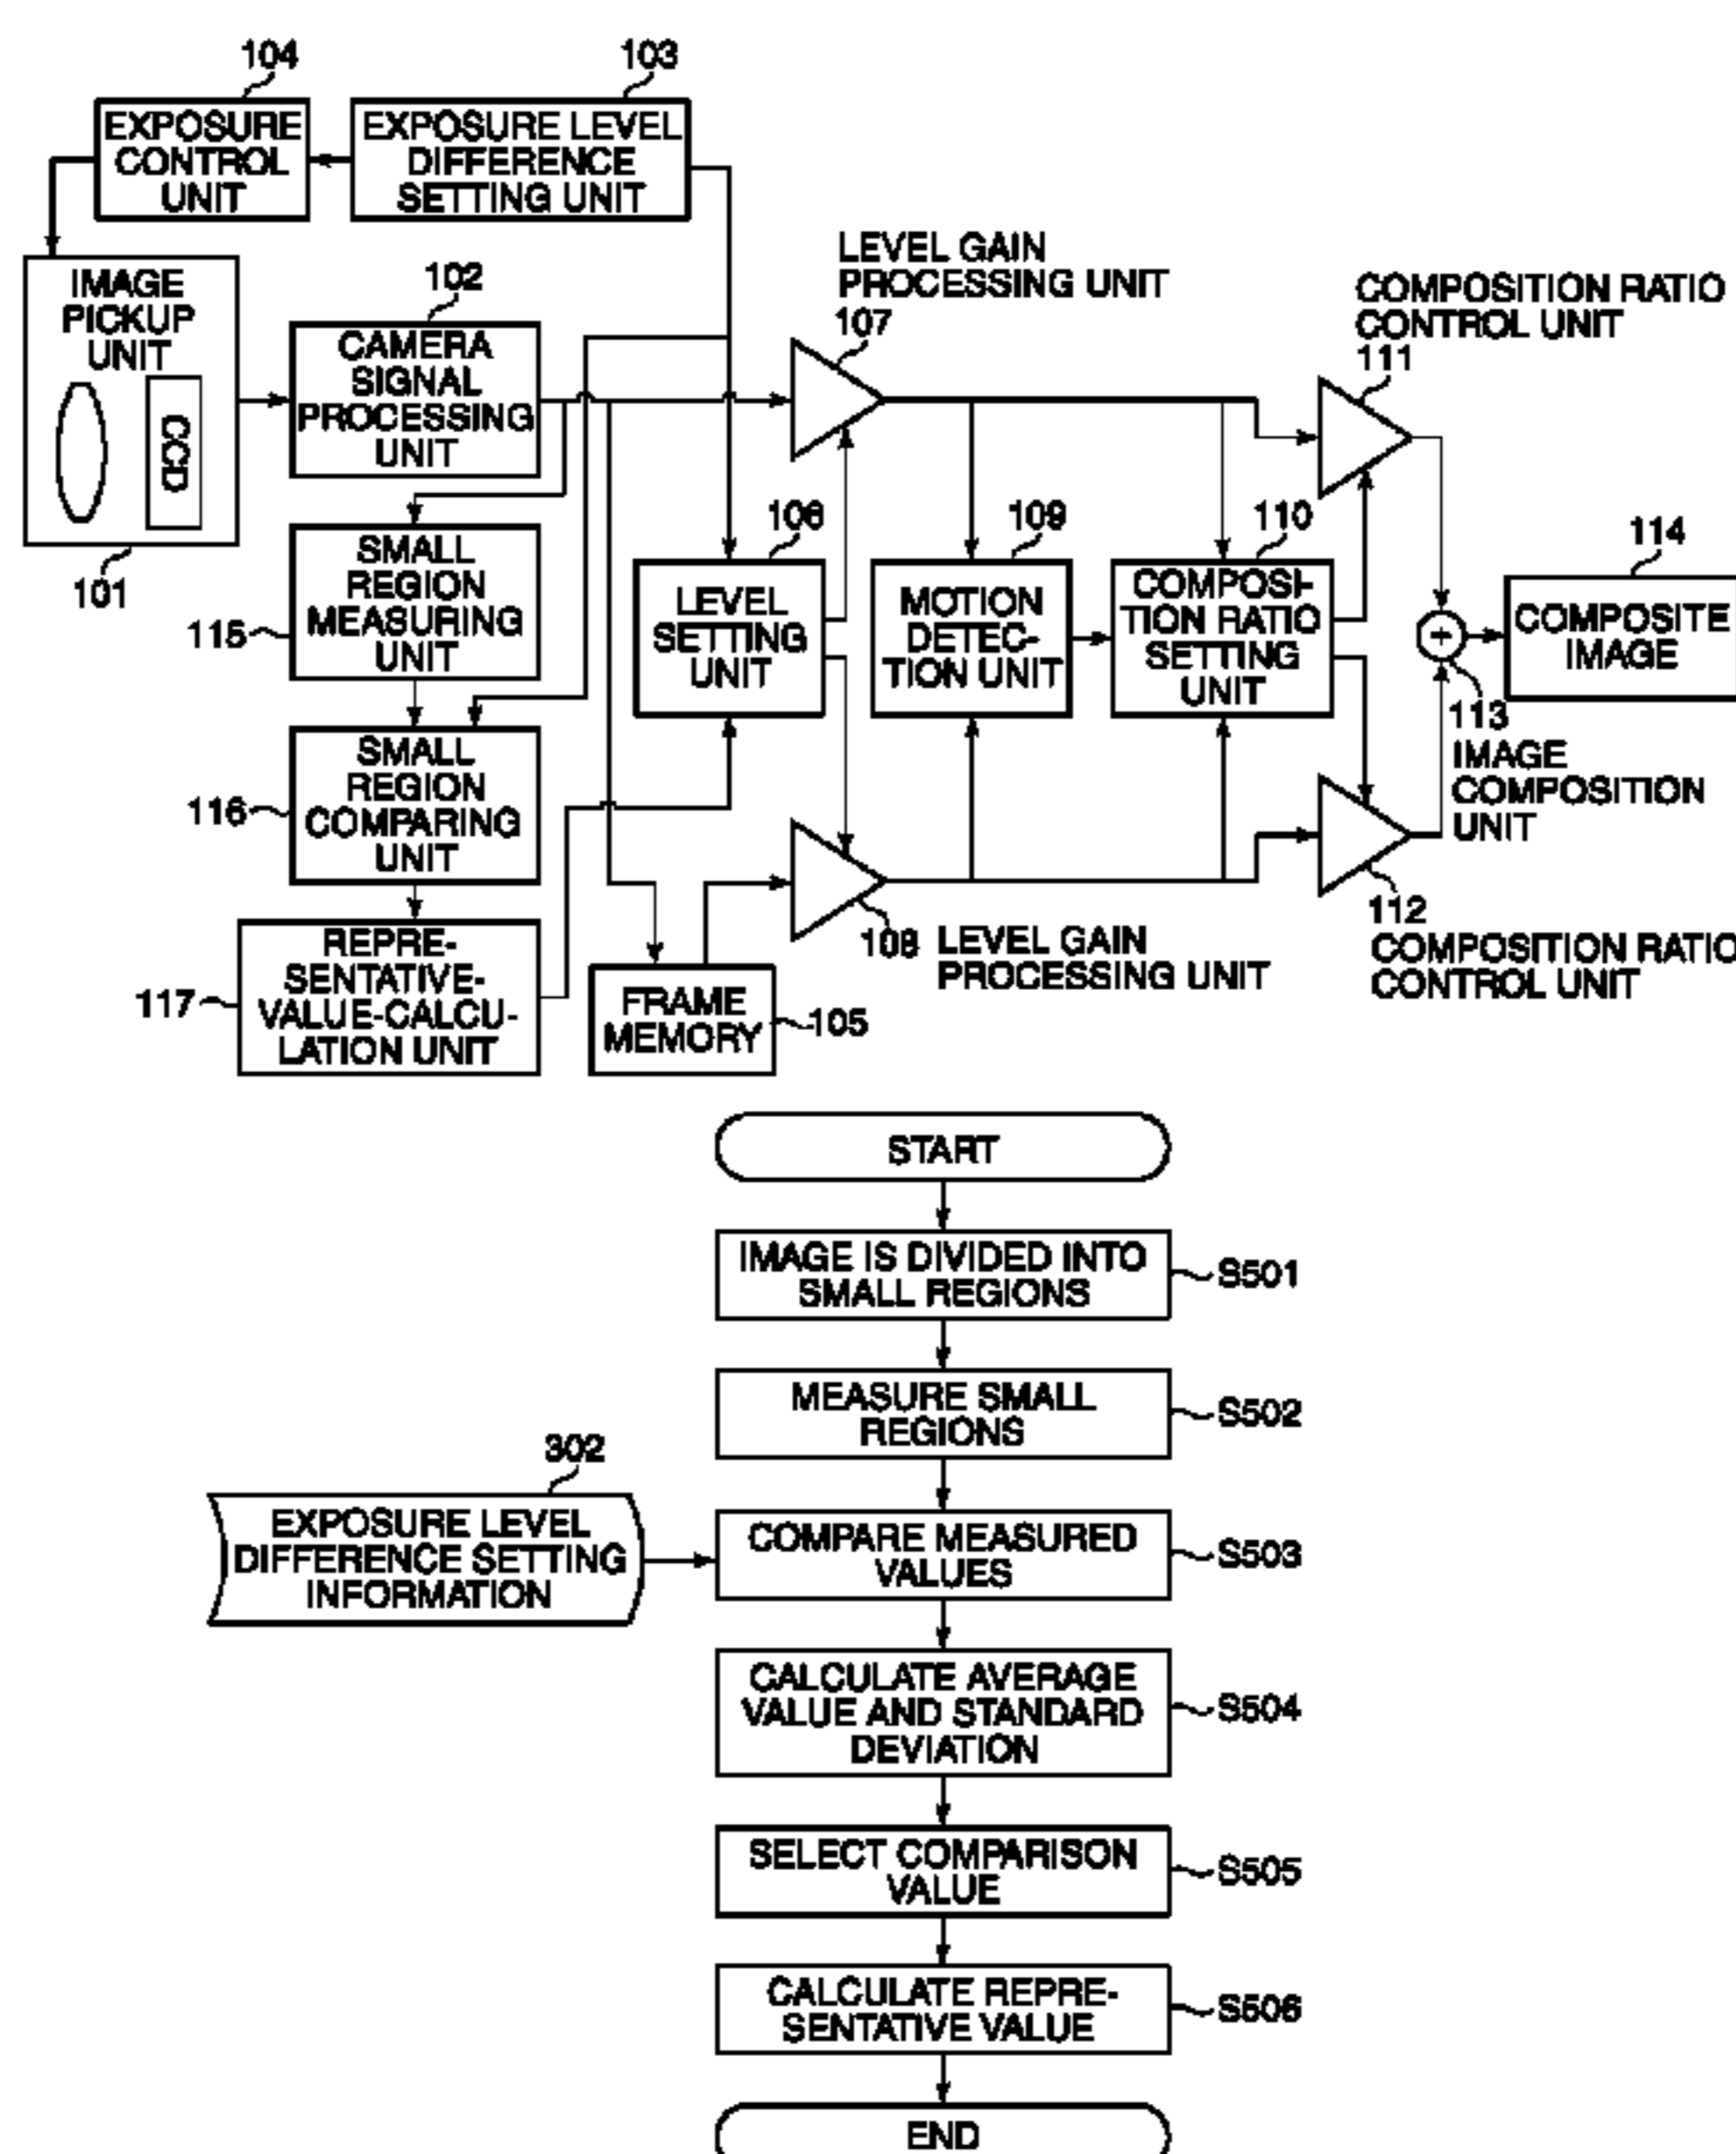 104
103
EXPOSURE
CONTROL
UNIT
EXPOSURE LEVEL
DIFFERENCE
SETTING UNIT
IMAGE
PICKUP
UNIT
CCD
101
102
CAMERA
SIGNAL
PROCESSING
UNIT
LEVEL GAIN
PROCESSING UNIT
107
COMPOSITION RATIO
CONTROL UNIT
111
115
SMALL
REGION
MEASURING
UNIT
106
LEVEL
SETTING
UNIT
109
MOTION
DETEC-
TION UNIT
110
COMPOSI-
TION RATIO
SETTING
UNIT
114
COMPOSITE
IMAGE
+
113
IMAGE
COMPOSITION
UNIT
116
SMALL
REGION
COMPARING
UNIT
112
COMPOSITION RATIO
CONTROL UNIT
108
LEVEL GAIN
PROCESSING UNIT
117
REPRE-
SENTATIVE-
VALUE-CALCU-
LATION UNIT
FRAME
MEMORY
105
START
IMAGE IS DIVIDED INTO
SMALL REGIONS
S501
MEASURE SMALL
REGIONS
S502
302
EXPOSURE LEVEL
DIFFERENCE SETTING
INFORMATION
COMPARE MEASURED
VALUES
S503
CALCULATE AVERAGE
VALUE AND STANDARD
DEVIATION
S504
SELECT COMPARISON
VALUE
S505
CALCULATE REPRE-
SENTATIVE VALUE
S506
END